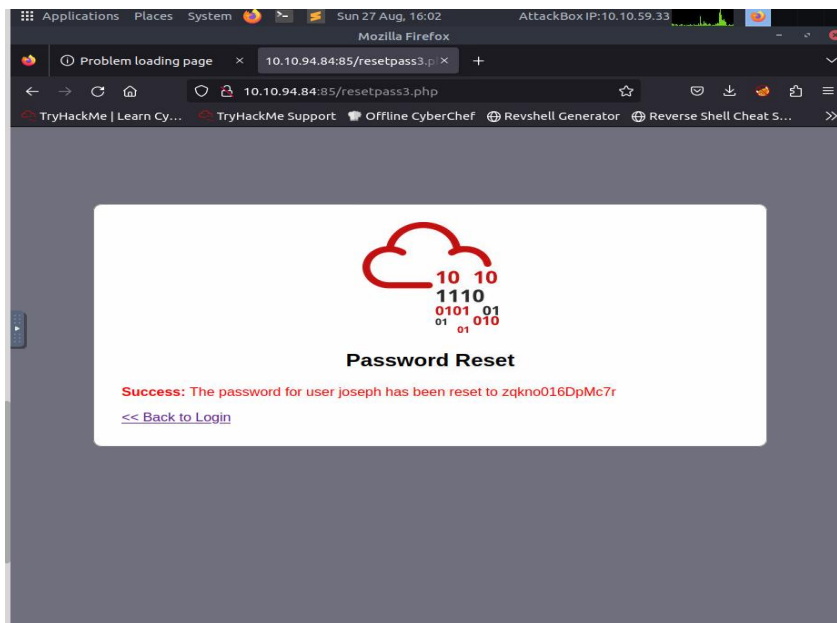 Applications Places System Sun 27 Aug, 16:02 AttackBox IP:10.10.59.33
Mozilla Firefox
Problem loading page × 10.10.94.84:85/resetpass3.p × +
10.10.94.84:85/resetpass3.php
TryHackMe | Learn Cy... TryHackMe Support Offline CyberChef Revshell Generator Reverse Shell Cheat S... >>
10 10
1110
0101 01
01 010
01
Password Reset
Success: The password for user joseph has been reset to zqkno016DpMc7r
<< Back to Login